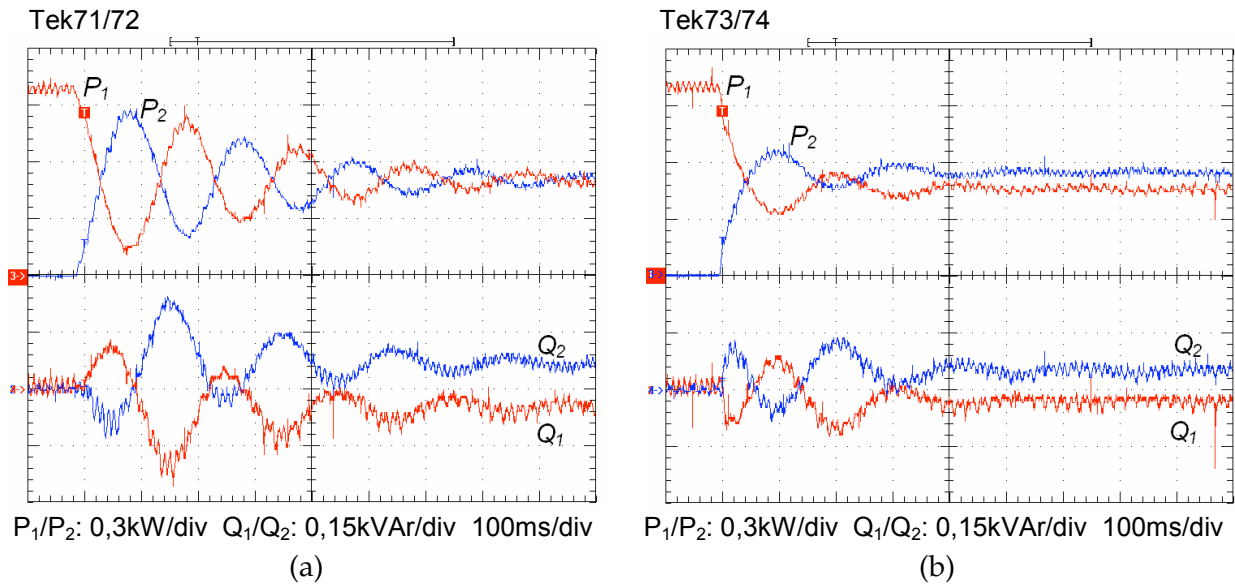 Tek71/72
P1
P2
T
3->
Q2
Q1
P1/P2: 0,3kW/div Q1/Q2: 0,15kVAr/div 100ms/div
(a)
Tek73/74
P1
P2
T
Q2
Q1
P1/P2: 0,3kW/div Q1/Q2: 0,15kVAr/div 100ms/div
(b)